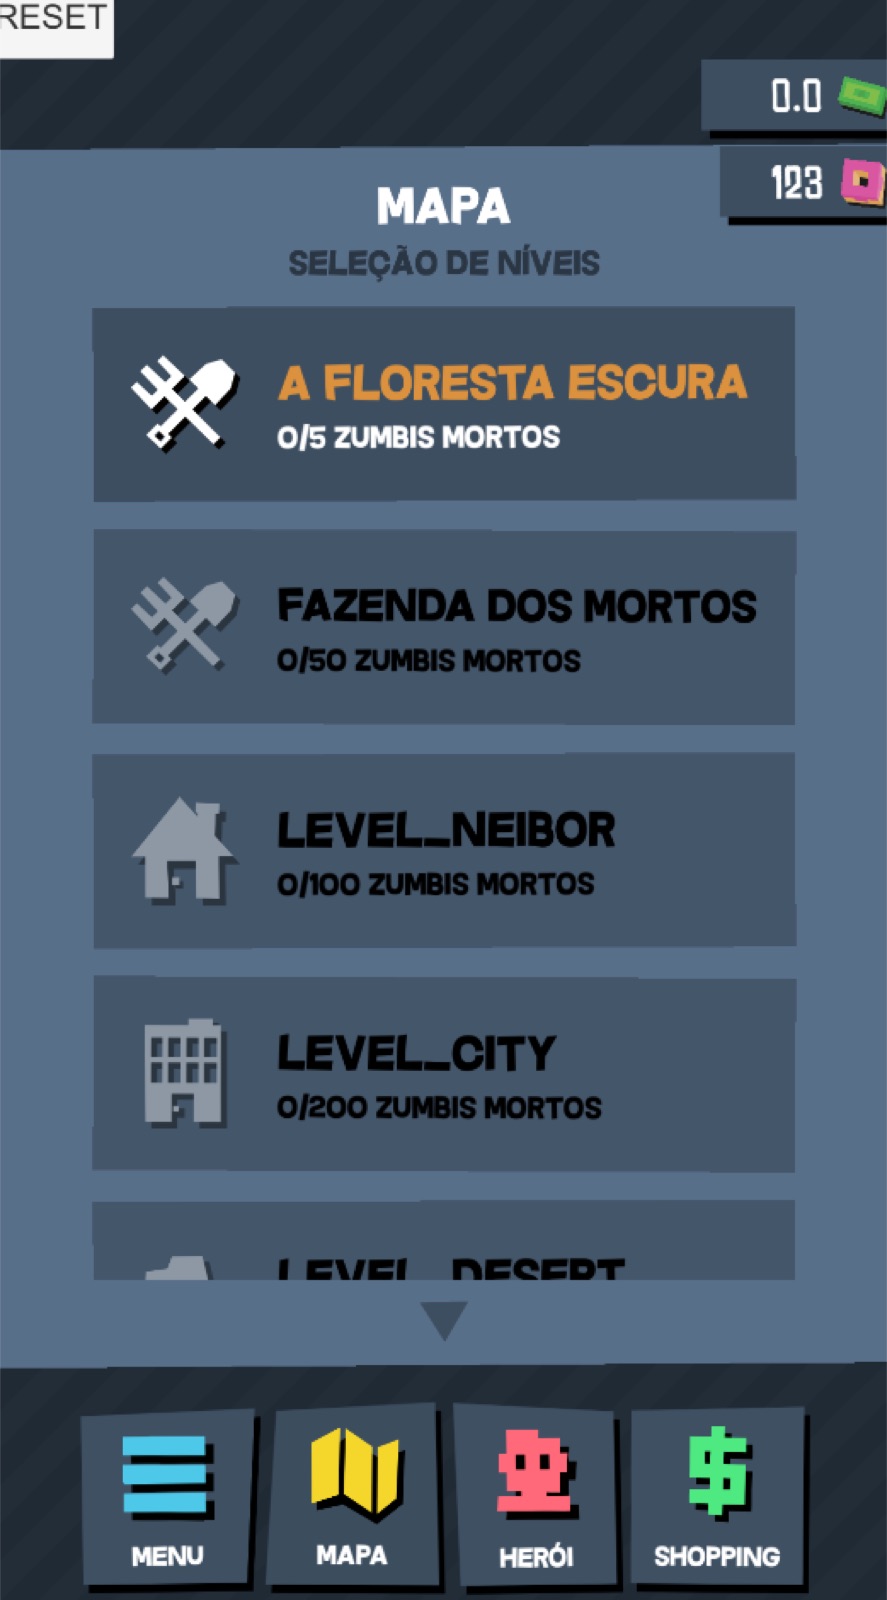 RESET
0.0
123
MAPA
SELEÇÃO DE NÍVEIS
A FLORESTA ESCURA
0/5 ZUMBIS MORTOS
FAZENDA DOS MORTOS
0/50 ZUMBIS MORTOS
LEVEL_NEIBOR
0/100 ZUMBIS MORTOS
LEVEL_CITY
0/200 ZUMBIS MORTOS
LEVEL_DESERT
MENU
MAPA
HERÓI
SHOPPING